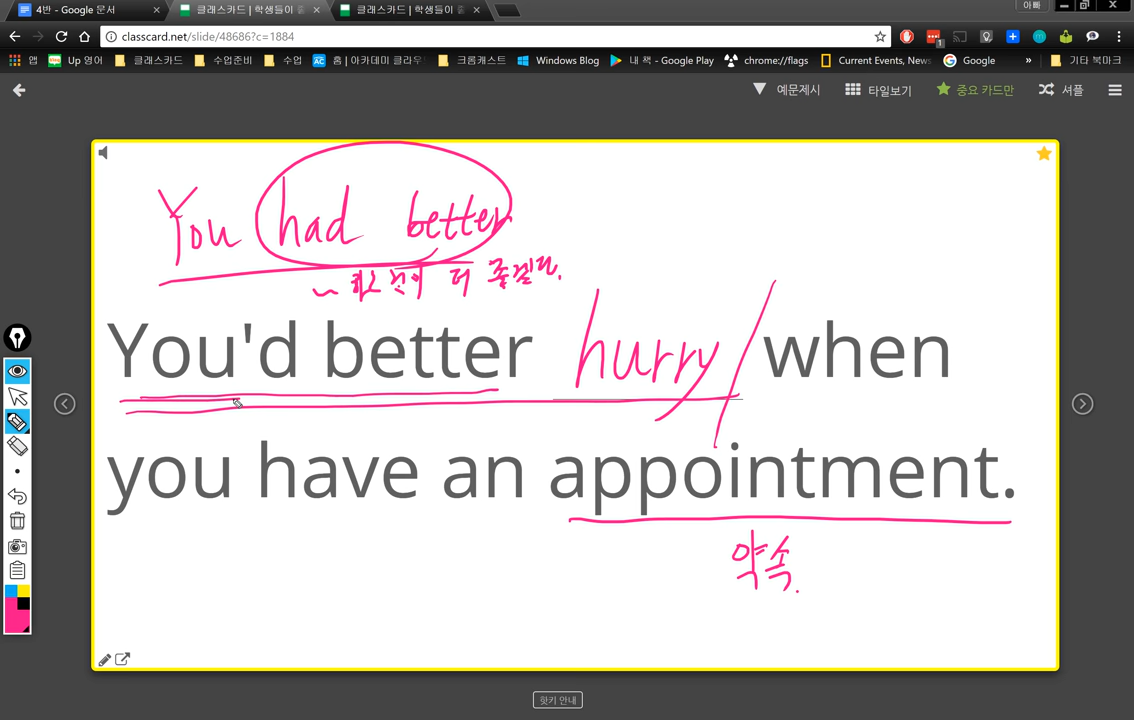 4반 - Google 문서
클래스카드 | 학생들이 좋
클래스카드 | 학생들이 좋
아빠
classcard.net/slide/48686?c=1884
앱 Up 영어 클래스카드 수업준비 수업 홈 | 아카데미 클라우 크롬캐스트 Windows Blog 내 책 - Google Play chrome://flags Current Events, News Google » 기타 북마크
예문제시 타일보기 중요 카드만 셔플
You had better
~ 하는 것이 더 좋겠다.
You'd better hurry / when
you have an appointment.
약속.
핫키 안내